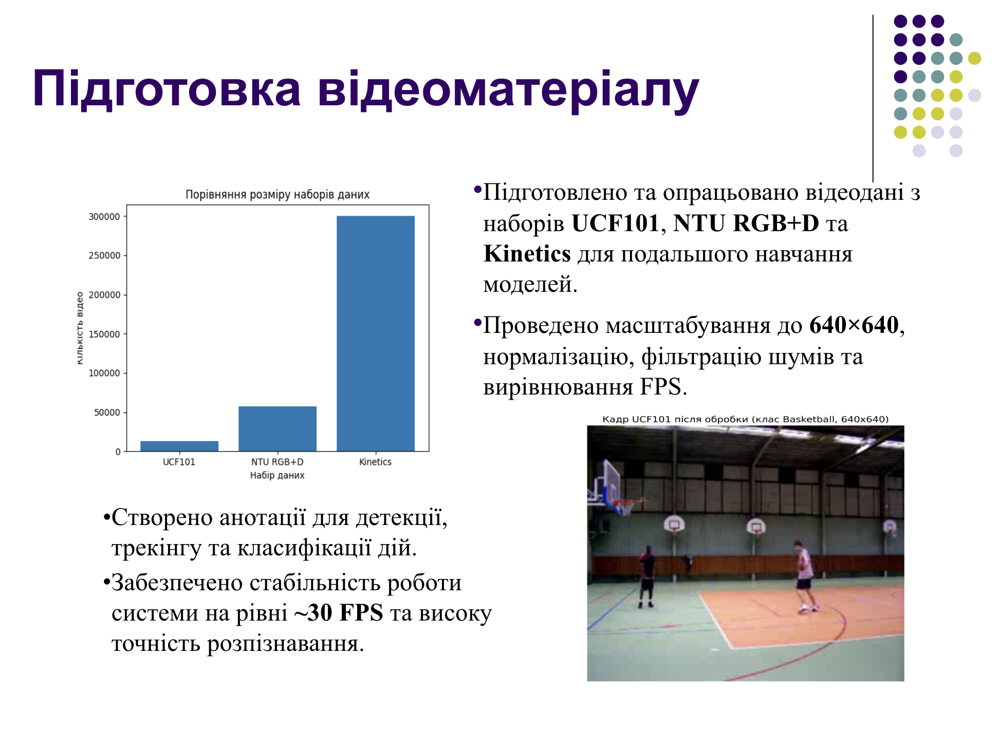 Підготовка відеоматеріалу
Порівняння розміру наборів даних
300000
250000
200000
150000
100000
50000
0
кількість відео
UCF101
NTU RGB+D
Kinetics
Набір даних
•Підготовлено та опрацьовано відеодані з
наборів UCF101, NTU RGB+D та
Kinetics для подальшого навчання
моделей.
•Проведено масштабування до 640×640,
нормалізацію, фільтрацію шумів та
вирівнювання FPS.
Кадр UCF101 після обробки (клас Basketball, 640x640)
•Створено анотації для детекції,
трекінгу та класифікації дій.
•Забезпечено стабільність роботи
системи на рівні ~30 FPS та високу
точність розпізнавання.